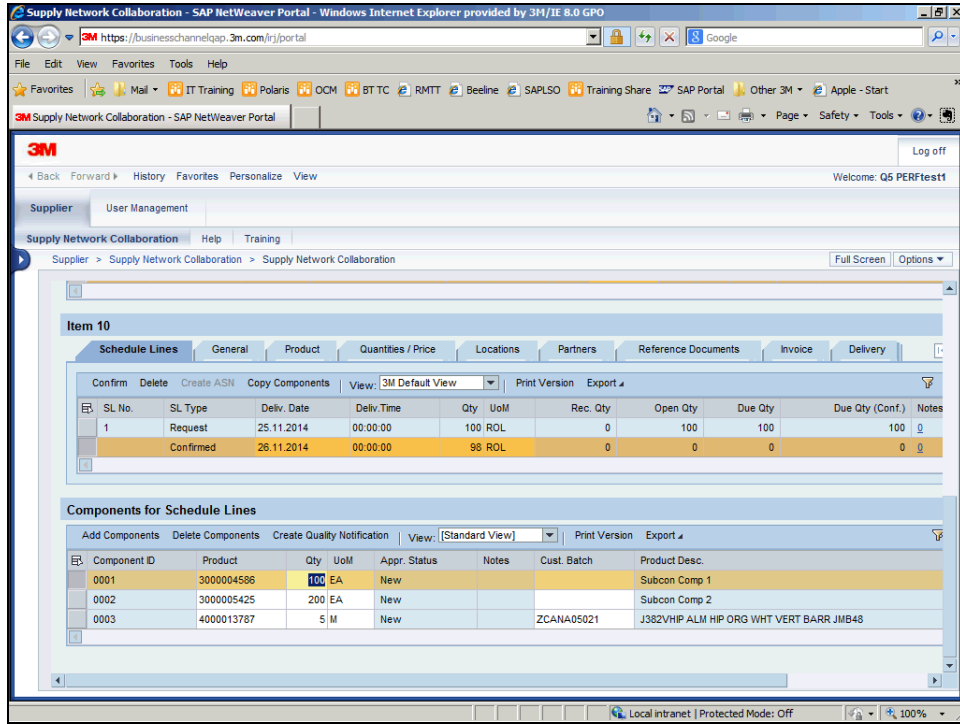 Supply Network Collaboration - SAP NetWeaver Portal - Windows Internet Explorer provided by 3M/IE 8.0 GPO
3M https://businesschannelqap.3m.com/irj/portal
Google
File Edit View Favorites Tools Help
Favorites Mail IT Training Polaris OCM BT TC RMTT Beeline SAPLSO Training Share SAP Portal Other 3M Apple - Start
3M Supply Network Collaboration - SAP NetWeaver Portal
Page Safety Tools
3M
Log off
Back Forward History Favorites Personalize View
Welcome: Q5 PERFtest1
Supplier User Management
Supply Network Collaboration Help Training
Supplier > Supply Network Collaboration > Supply Network Collaboration
Full Screen Options
Item 10
Schedule Lines General Product Quantities / Price Locations Partners Reference Documents Invoice Delivery
Confirm Delete Create ASN Copy Components View: 3M Default View Print Version Export
SL No. SL Type Deliv. Date Deliv.Time Qty UoM Rec. Qty Open Qty Due Qty Due Qty (Conf.) Notes
1 Request 25.11.2014 00:00:00 100 ROL 0 100 100 100 0
Confirmed 26.11.2014 00:00:00 98 ROL 0 0 0 0 0
Components for Schedule Lines
Add Components Delete Components Create Quality Notification View: [Standard View] Print Version Export
Component ID Product Qty UoM Appr. Status Notes Cust. Batch Product Desc.
0001 3000004586 100 EA New Subcon Comp 1
0002 3000005425 200 EA New Subcon Comp 2
0003 4000013787 5 M New ZCANA05021 J382VHIP ALM HIP ORG WHT VERT BARR JMB48
Local intranet | Protected Mode: Off
100%